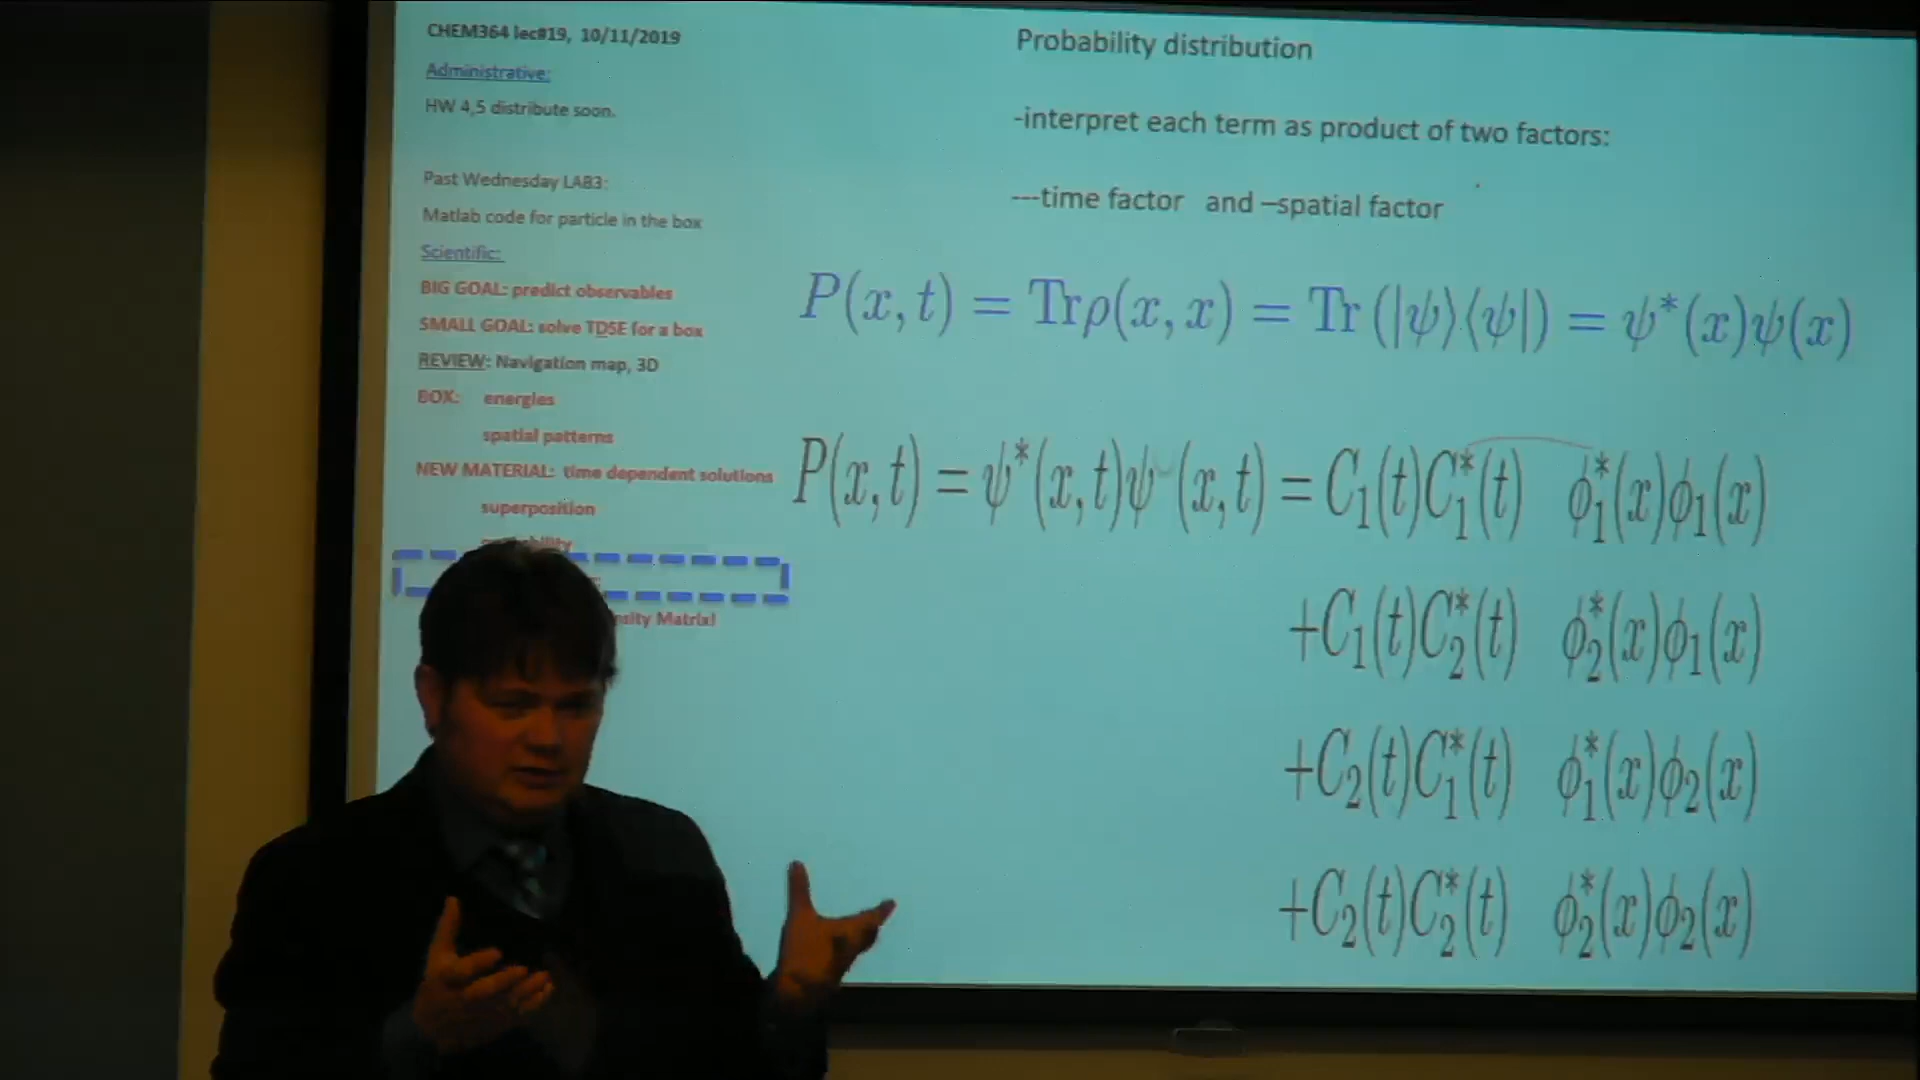 CHEM364 lec#19, 10/11/2019
Administrative:
HW 4,5 distribute soon.
Past Wednesday LAB3:
Matlab code for particle in the box
Scientific:
BIG GOAL: predict observables
SMALL GOAL: solve TDSE for a box
REVIEW: Navigation map, 3D
BOX: energies
spatial patterns
NEW MATERIAL: time dependent solutions
superposition
Matrix!
Probability distribution
-interpret each term as product of two factors:
---time factor and –spatial factor
P(x,t) = Trρ(x,x) = Tr(|ψ⟩⟨ψ|) = ψ*(x)ψ(x)
P(x,t) = ψ*(x,t)ψ(x,t) = C₁(t)C₁*(t) ϕ₁*(x)ϕ₁(x)
+C₁(t)C₂*(t) ϕ₂*(x)ϕ₁(x)
+C₂(t)C₁*(t) ϕ₁*(x)ϕ₂(x)
+C₂(t)C₂*(t) ϕ₂*(x)ϕ₂(x)